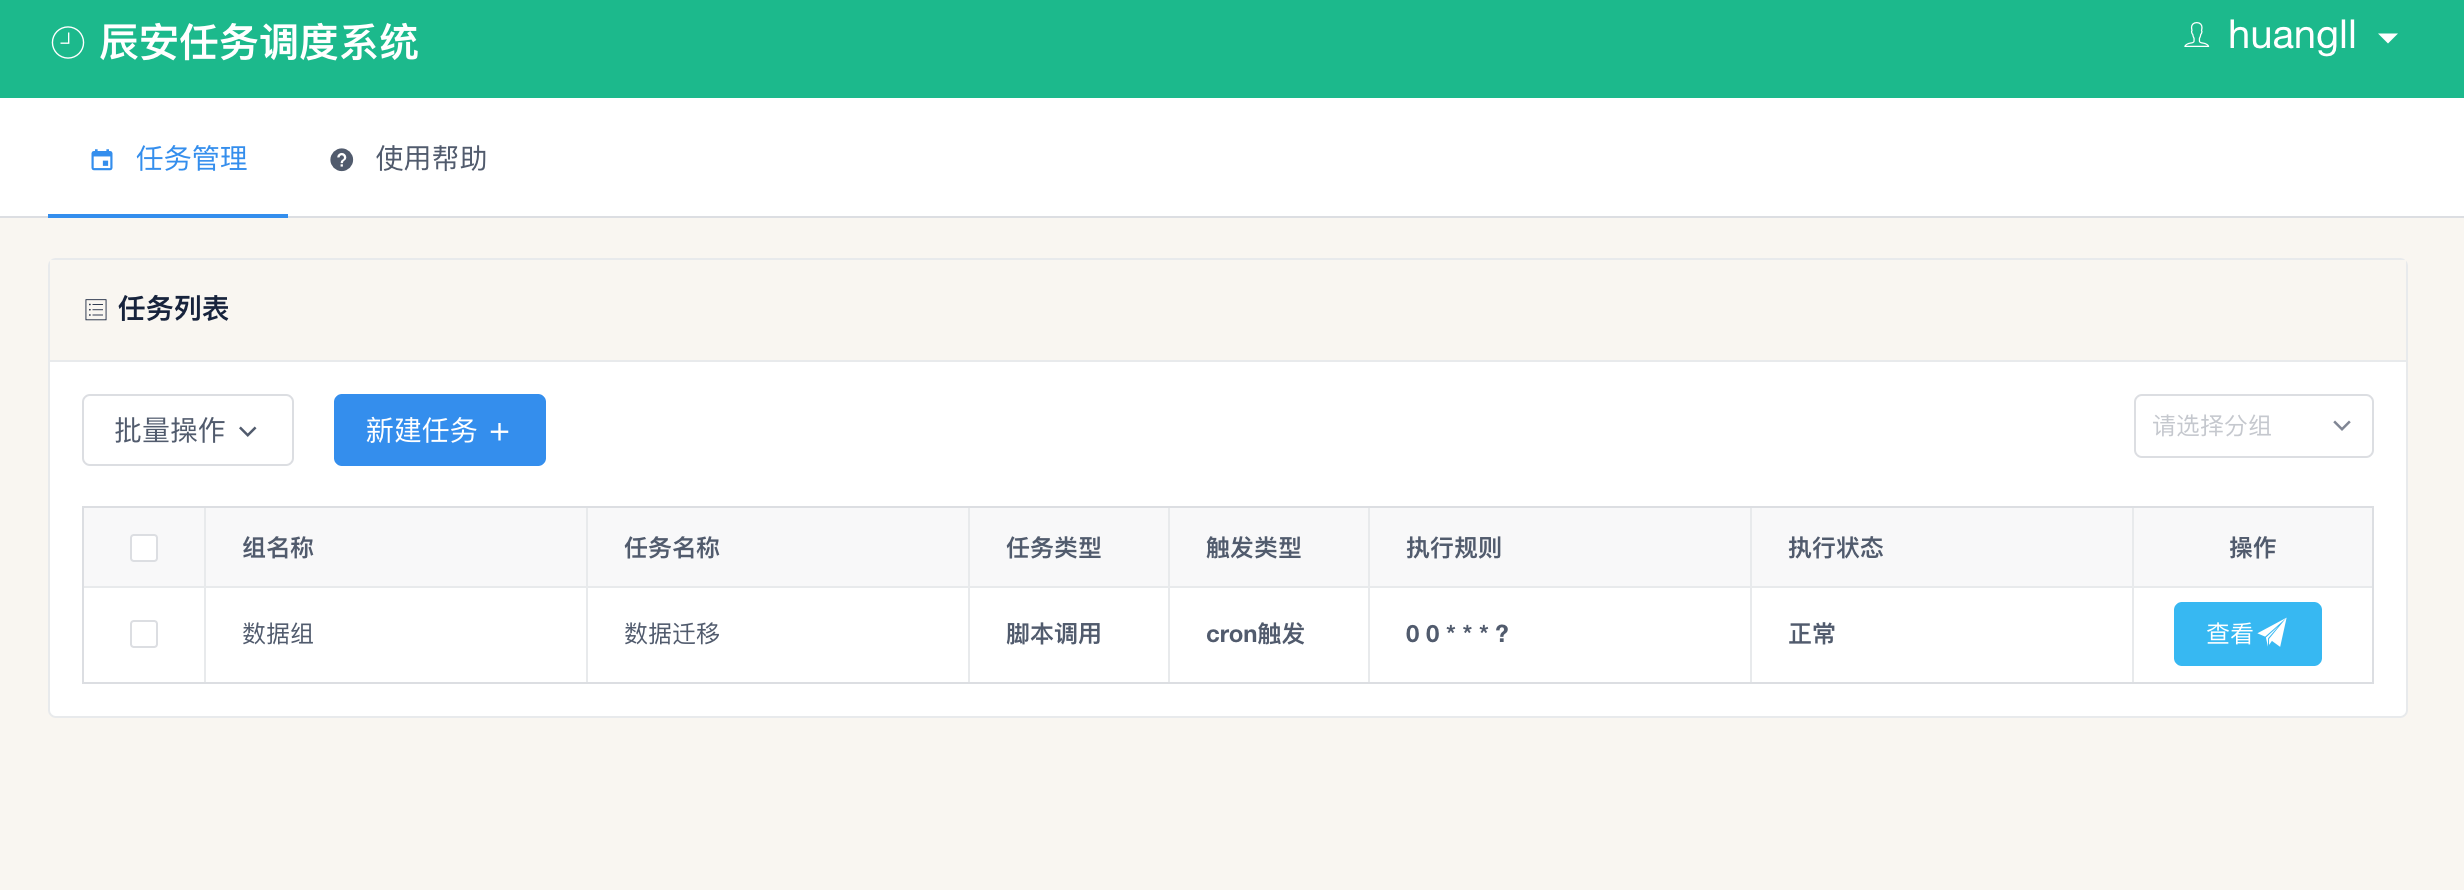 辰安任务调度系统
huangll
任务管理 使用帮助
任务列表
批量操作 新建任务 +
请选择分组
组名称 任务名称 任务类型 触发类型 执行规则 执行状态 操作
数据组 数据迁移 脚本调用 cron触发 0 0 * * * ? 正常 查看